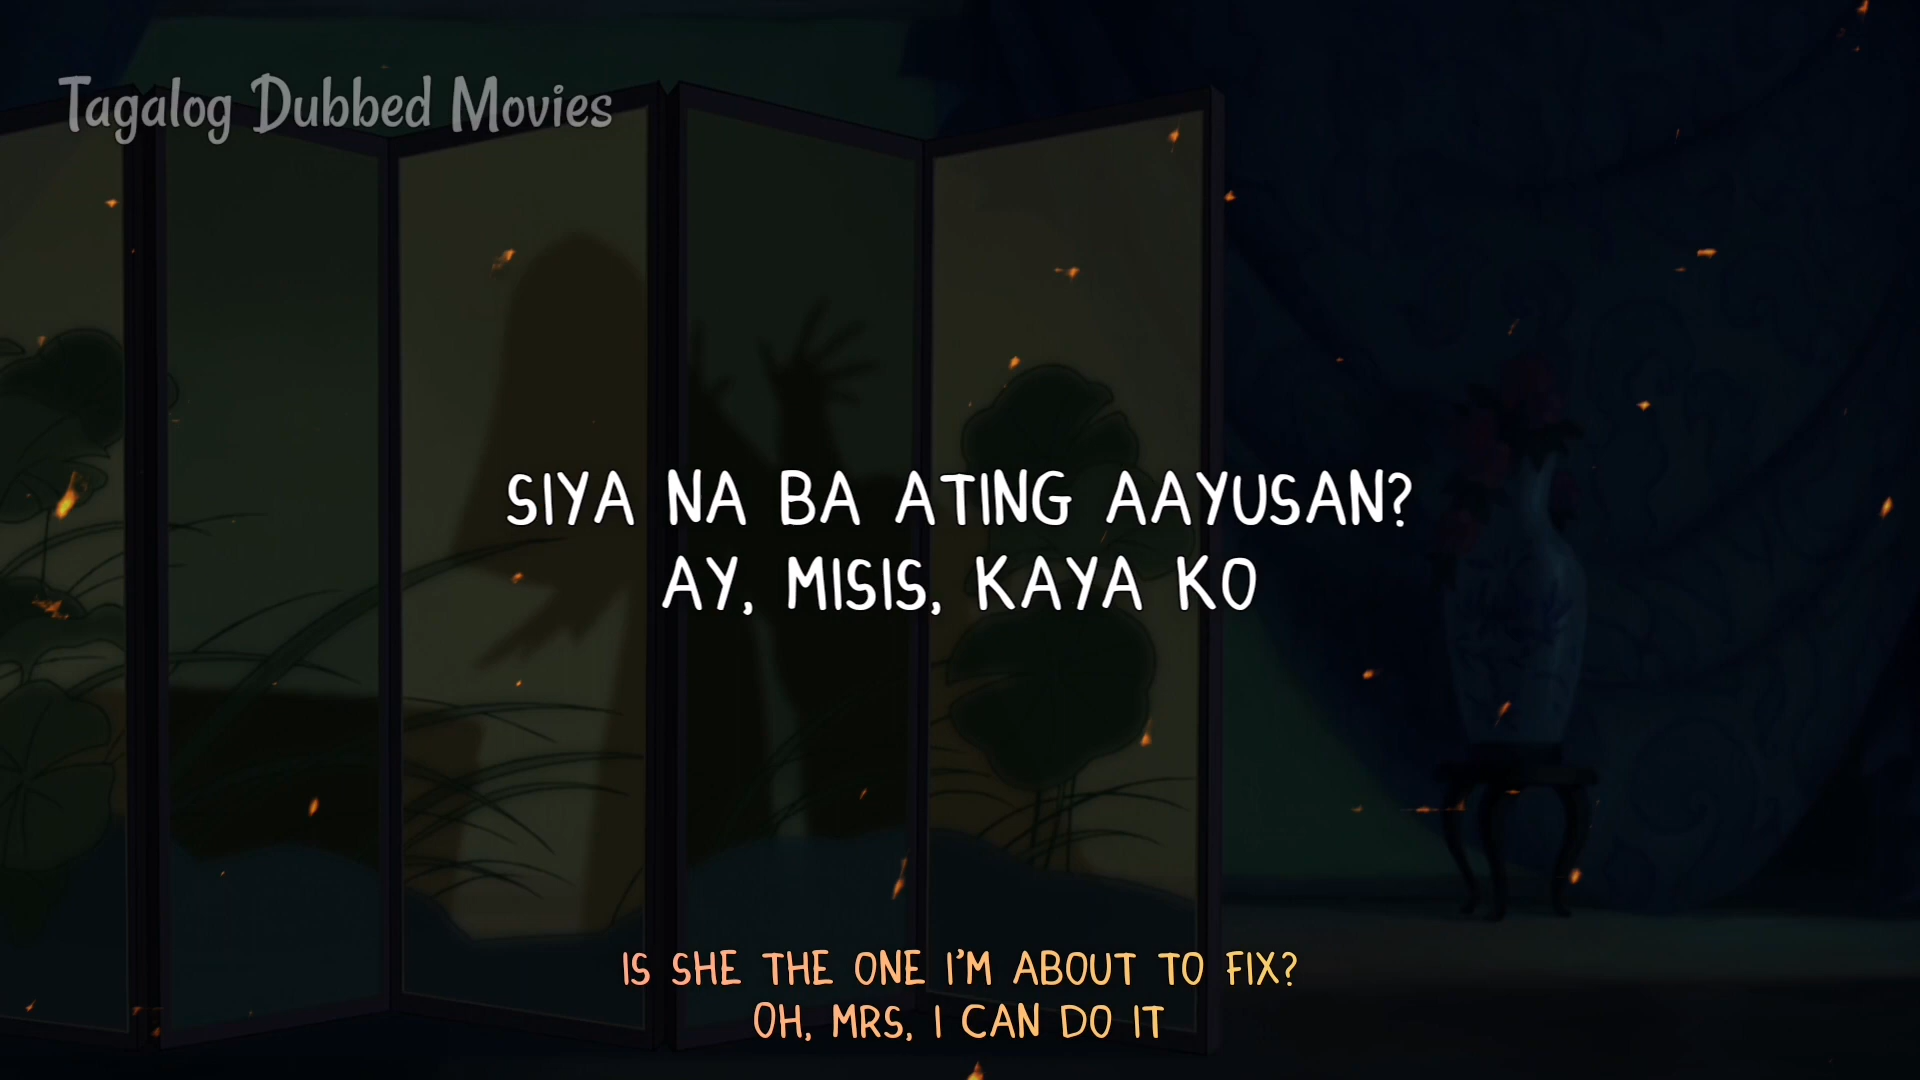 Tagalog Dubbed Movies
SIYA NA BA ATING AAYUSAN?
AY, MISIS, KAYA KO
IS SHE THE ONE I'M ABOUT TO FIX?
OH, MRS, I CAN DO IT